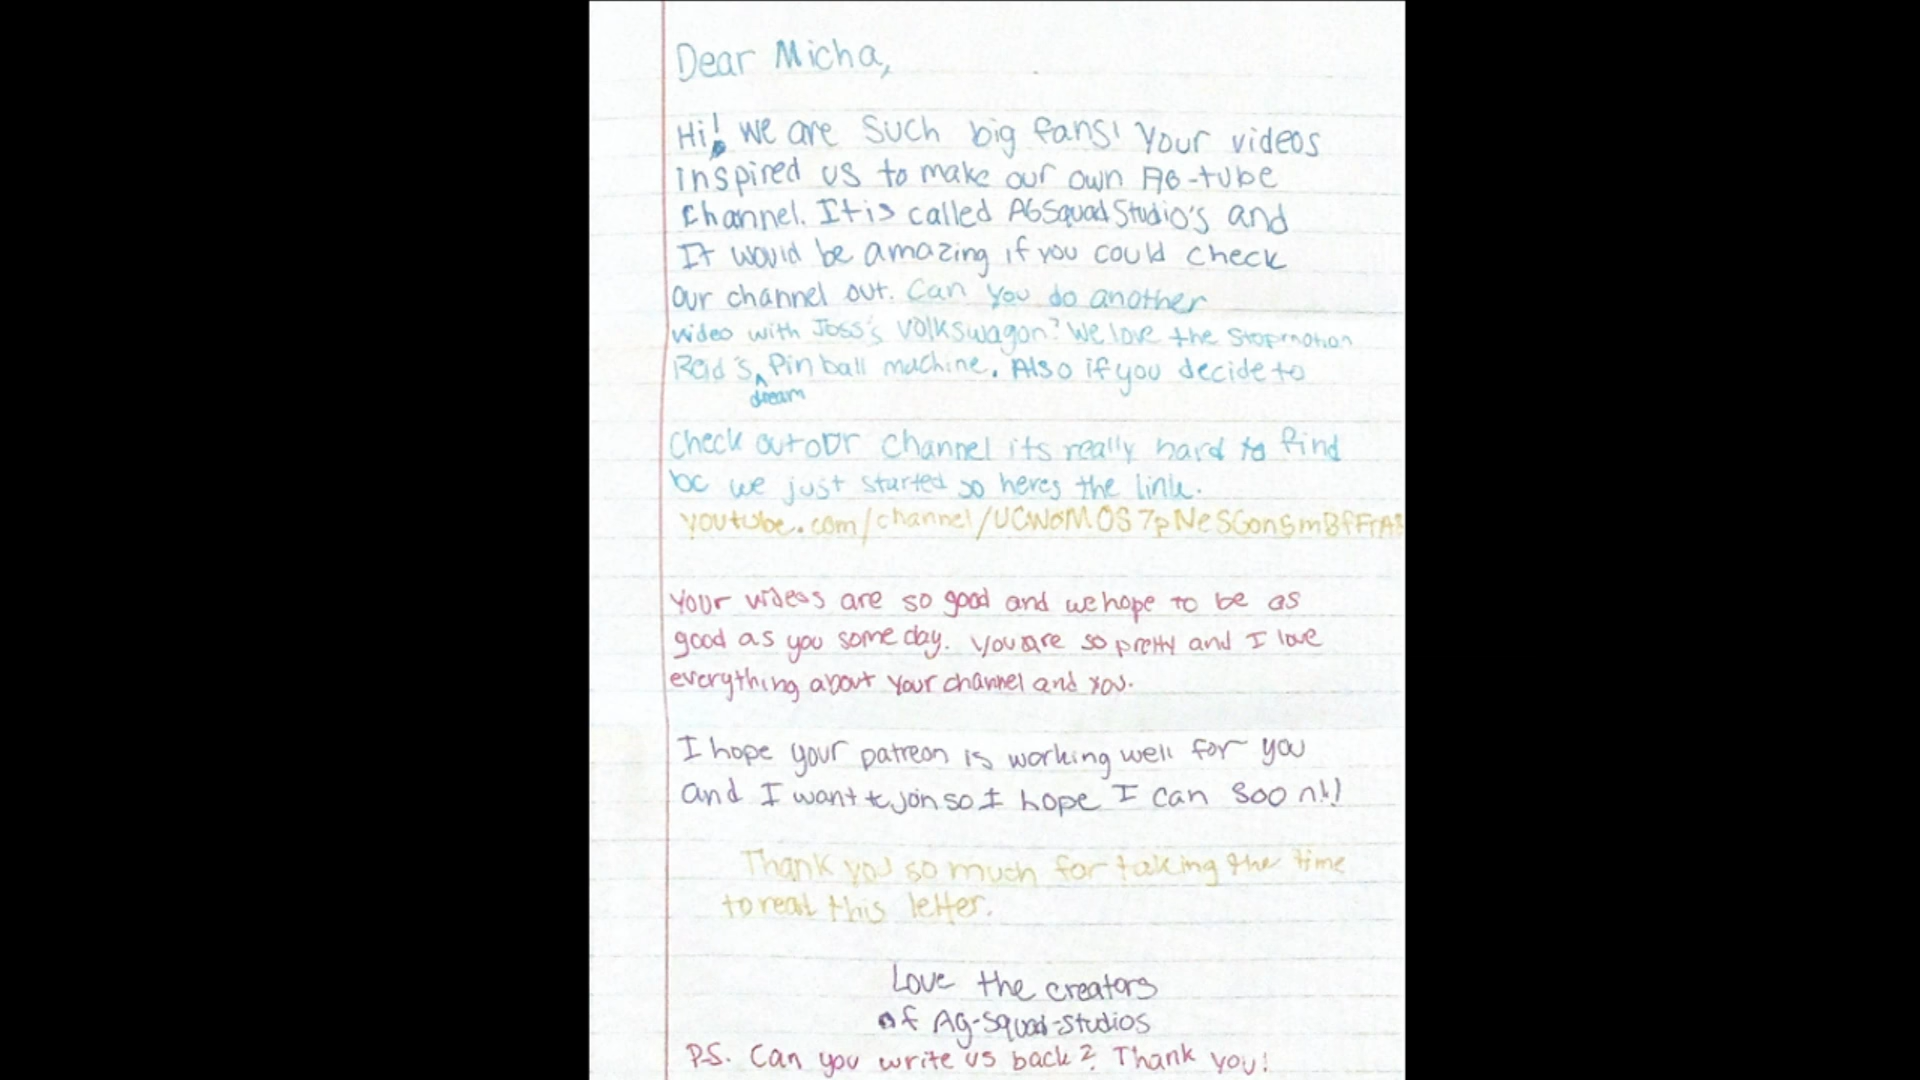 Dear Micha,
Hi! We are such big fans! Your videos
inspired us to make our own AG-tube
channel. It is called AGSquadStudio's and
It would be amazing if you could check
our channel out. Can you do another
video with Joss's Volkswagon? We love the Stopmotion
Reid's Pinball machine. Also if you decide to
dream
check out our channel its really hard to find
bc we just started so heres the link.
youtube.com/channel/
Your videos are so good and we hope to be as
good as you some day. You are so pretty and I love
everything about your channel and you.
I hope your patreon is working well for you
and I want to join so I hope I can soon!!!
Thank you so much for taking the time
to read this letter.
Love the creators
of AG-Squad-Studios
P.S. Can you write us back? Thank you!